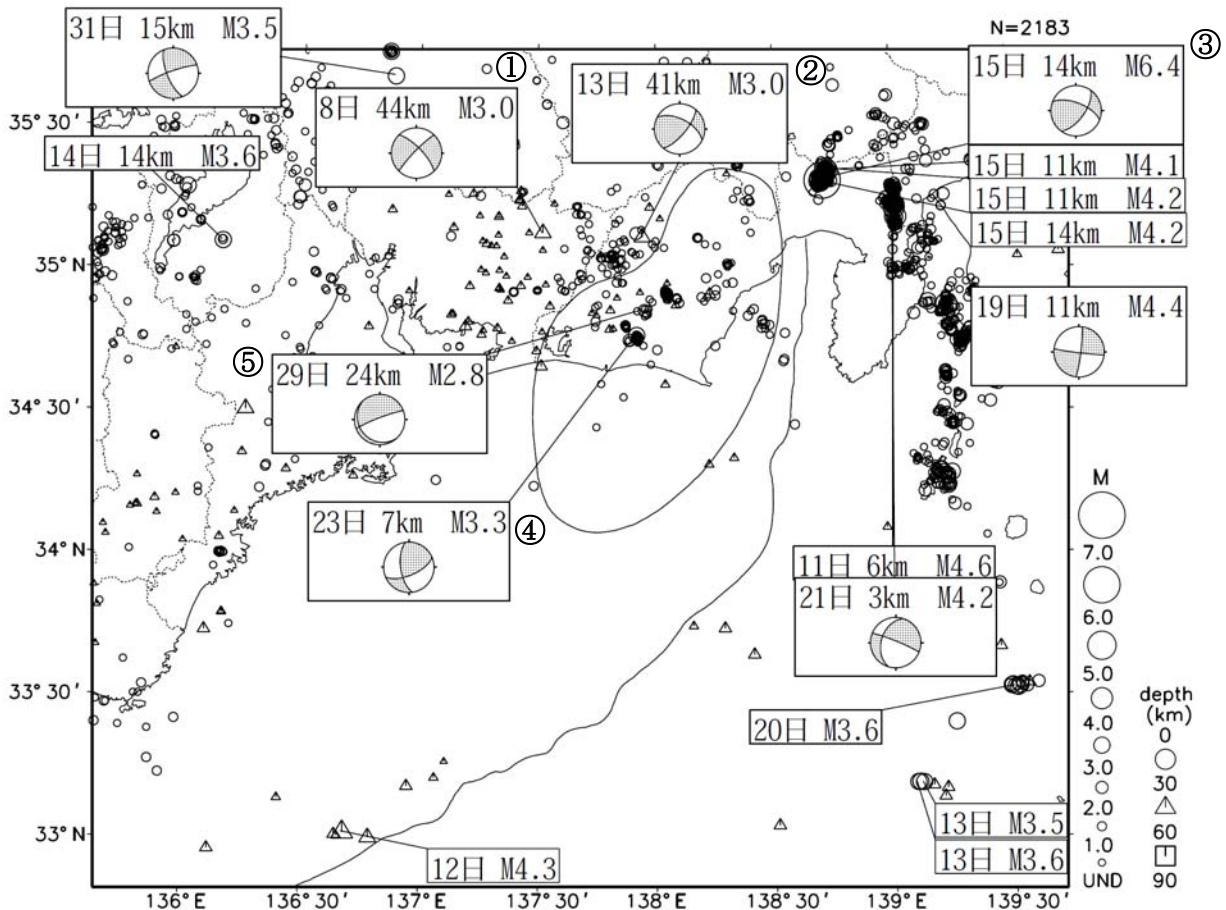 N=2183
③
31日 15km M3.5
①
②
13日 41km M3.0
15日 14km M6.4
8日 44km M3.0
35° 30'
14日 14km M3.6
15日 11km M4.1
15日 11km M4.2
15日 14km M4.2
35° N
19日 11km M4.4
⑤
29日 24km M2.8
34° 30'
M
23日 7km M3.3
④
34° N
7.0
11日 6km M4.6
21日 3km M4.2
6.0
5.0
33° 30'
depth
(km)
20日 M3.6
4.0
0
3.0
30
2.0
33° N
13日 M3.5
60
1.0
12日 M4.3
13日 M3.6
UND
90
136° E
136° 30'
137° E
137° 30'
138° E
138° 30'
139° E
139° 30'